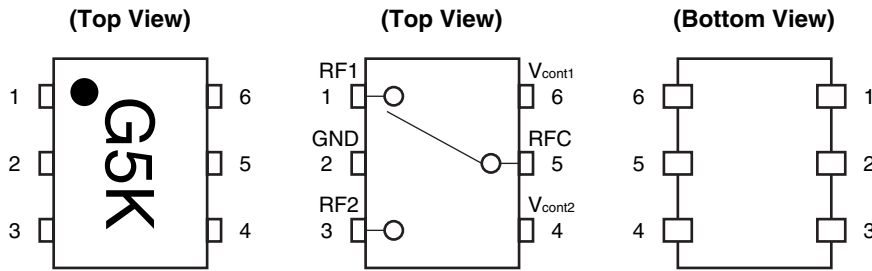 (Top View)
1
2
3
G5K
6
5
4
(Top View)
RF1
1
GND
2
RF2
3
Vcont1
6
RFC
5
Vcont2
4
(Bottom View)
6
5
4
1
2
3